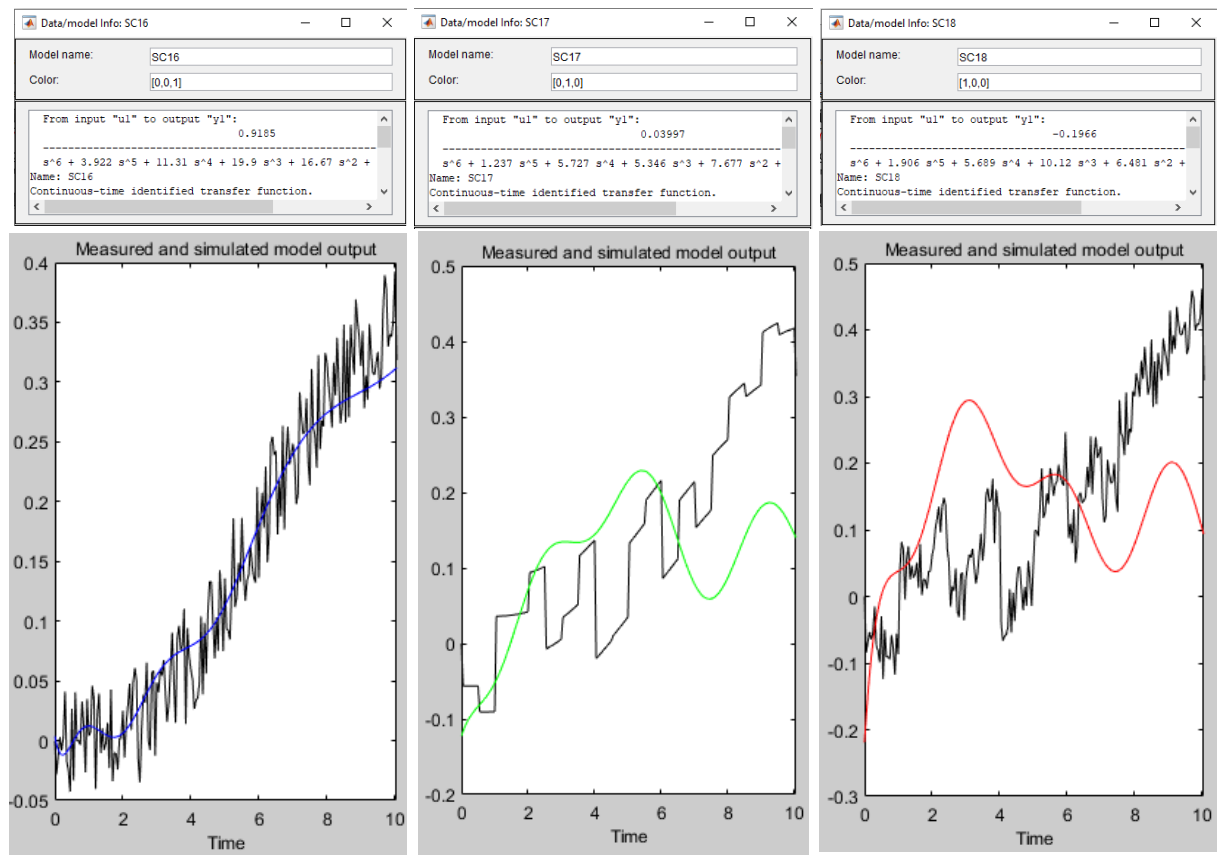 Data/model Info: SC16
Model name:
SC16
Color:
[0,0,1]
From input "u1" to output "y1":
0.9185
s^6 + 3.922 s^5 + 11.31 s^4 + 19.9 s^3 + 16.67 s^2 +
Name: SC16
Continuous-time identified transfer function.
Data/model Info: SC17
Model name:
SC17
Color:
[0,1,0]
From input "u1" to output "y1":
0.03997
s^6 + 1.237 s^5 + 5.727 s^4 + 5.346 s^3 + 7.677 s^2 +
Name: SC17
Continuous-time identified transfer function.
Data/model Info: SC18
Model name:
SC18
Color:
[1,0,0]
From input "u1" to output "y1":
-0.1966
s^6 + 1.906 s^5 + 5.689 s^4 + 10.12 s^3 + 6.481 s^2 +
Name: SC18
Continuous-time identified transfer function.
Measured and simulated model output
0.4
0.35
0.3
0.25
0.2
0.15
0.1
0.05
0
-0.05
0 2 4 6 8 10
Time
Measured and simulated model output
0.5
0.4
0.3
0.2
0.1
0
-0.1
-0.2
0 2 4 6 8 10
Time
Measured and simulated model output
0.5
0.4
0.3
0.2
0.1
0
-0.1
-0.2
-0.3
0 2 4 6 8 10
Time